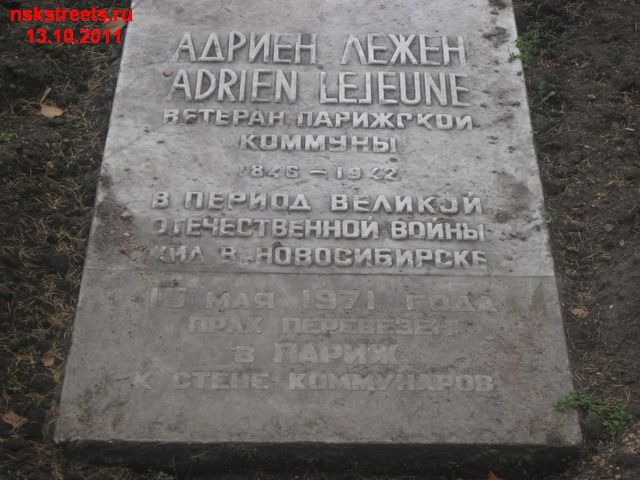 nskstreets.ru
13.10.2011
АДРИЕН ЛЕЖЕН
ADRIEN LEJEUNE
ВЕТЕРАН ПАРИЖСКОЙ
КОММУНЫ
1846 – 1942
В ПЕРИОД ВЕЛИКОЙ
ОТЕЧЕСТВЕННОЙ ВОЙНЫ
ЖИЛ В Г. НОВОСИБИРСКЕ
МАЯ 1971 ГОДА
ПРАХ ПЕРЕВЕЗЕН
В ПАРИЖ
К СТЕНЕ КОММУНАРОВ